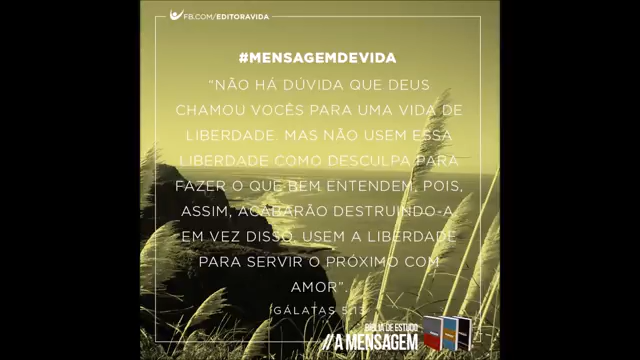 FB.COM/EDITORAVIDA
#MENSAGEMDEVIDA
"NÃO HÁ DÚVIDA QUE DEUS
CHAMOU VOCÊS PARA UMA VIDA DE
LIBERDADE. MAS NÃO USEM ESSA
LIBERDADE COMO DESCULPA PARA
FAZER O QUE BEM ENTENDEM, POIS,
ASSIM, ACABARÃO DESTRUINDO-A.
EM VEZ DISSO, USEM A LIBERDADE
PARA SERVIR O PRÓXIMO COM
AMOR".
GÁLATAS 5.13
BÍBLIA DE ESTUDO
//A MENSAGEM